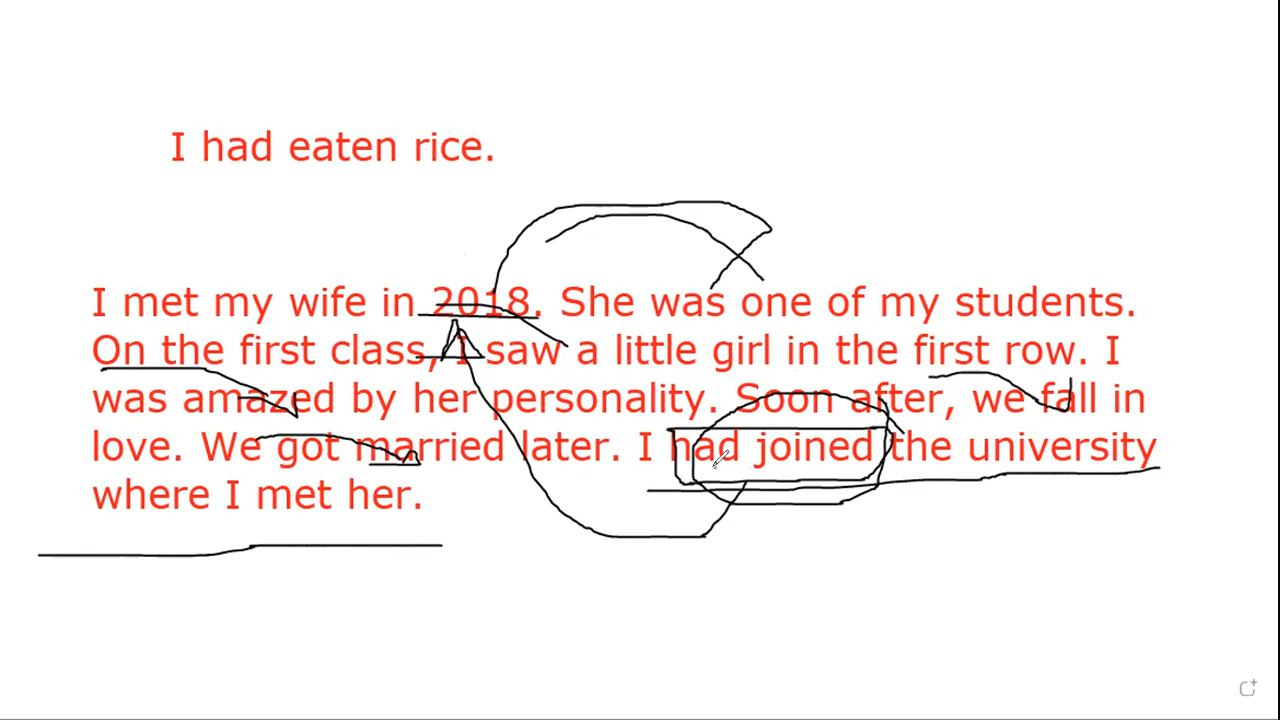 I had eaten rice.
I met my wife in 2018. She was one of my students.
On the first class, I saw a little girl in the first row. I
was amazed by her personality. Soon after, we fall in
love. We got married later. I had joined the university
where I met her.